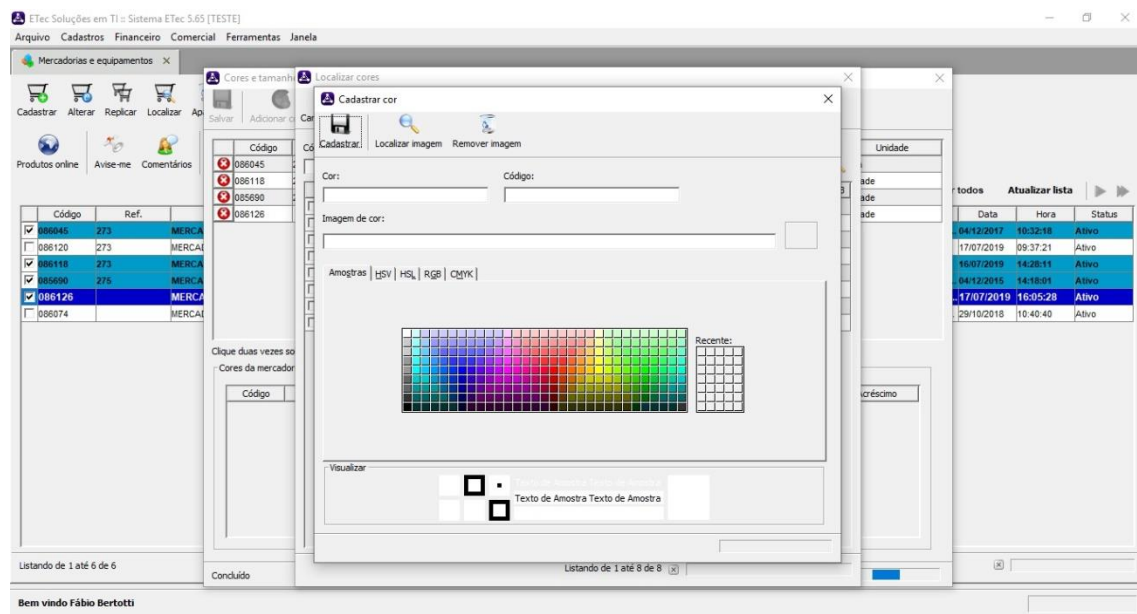 ETec Soluções em TI :: Sistema ETec 5.65 [TESTE]
Arquivo Cadastros Financeiro Comercial Ferramentas Janela
Mercadorias e equipamentos
Cadastrar Alterar Replicar Localizar
Produtos online Avise-me Comentários
Cores e tamanh
Salvar Adicionar
Localizar cores
Cadastrar cor
Cadastrar Localizar imagem Remover imagem
Cor: Código:
Imagem de cor:
Amostras HSV HSL RGB CMYK
Recente:
Visualizar
Texto de Amostra Texto de Amostra
Texto de Amostra Texto de Amostra
Código Unidade
086045
086118
085690
086126
todos Atualizar lista
Código Ref. Data Hora Status
086045 273 MERCA 04/12/2017 10:32:18 Ativo
086120 273 MERCAI 17/07/2019 09:37:21 Ativo
086118 273 MERCA 16/07/2019 14:28:11 Ativo
085690 275 MERCA 04/12/2015 14:18:01 Ativo
086126 MERCA 17/07/2019 16:05:28 Ativo
086074 MERCAI 29/10/2018 10:40:40 Ativo
Clique duas vezes so
Cores da mercador
Código créscimo
Listando de 1 até 6 de 6
Concluído
Listando de 1 até 8 de 8
Bem vindo Fábio Bertotti